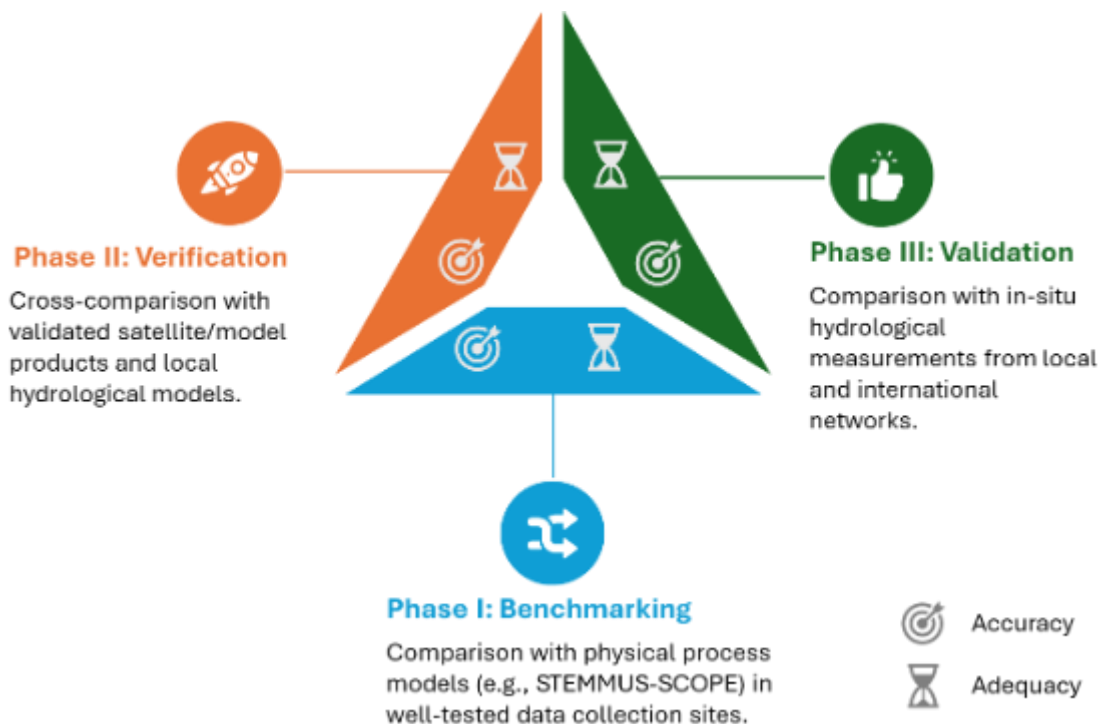 Phase II: Verification
Cross-comparison with
validated satellite/model
products and local
hydrological models.
Phase III: Validation
Comparison with in-situ
hydrological
measurements from local
and international
networks.
Phase I: Benchmarking
Comparison with physical process
models (e.g., STEMMUS-SCOPE) in
well-tested data collection sites.
Accuracy
Adequacy